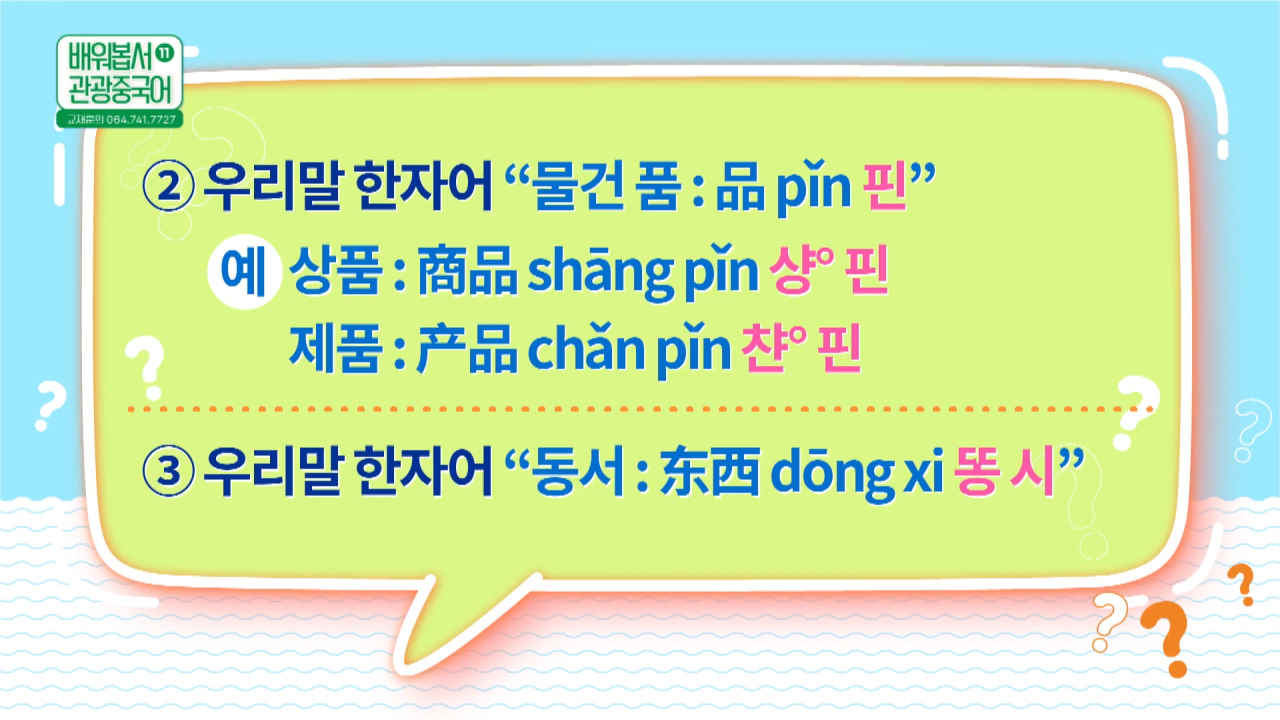 배워봅서 11
관광중국어
교재문의 064.741.7727
② 우리말 한자어 “물건 품 : 品 pǐn 핀”
예 상품 : 商品 shāng pǐn 샹° 핀
제품 : 产品 chǎn pǐn 챤° 핀
③ 우리말 한자어 “동서 : 东西 dōng xi 똥 시”